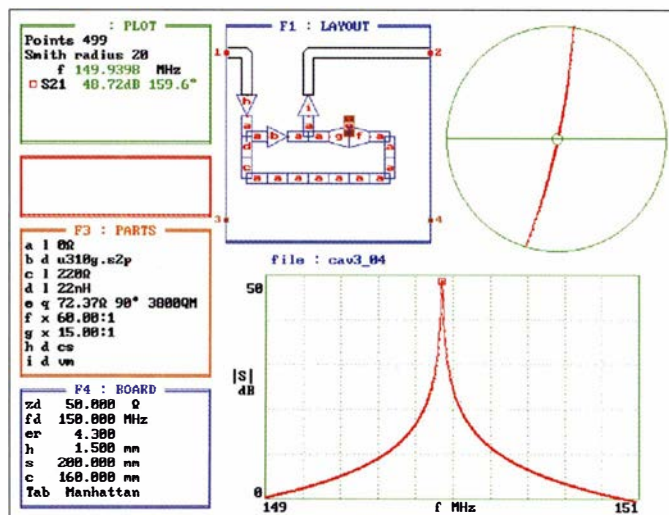 : PLOT
Points 499
Smith radius 20
f 149.9398 MHz
S21 48.72dB 159.6°
F3 : PARTS
a l 0Ω
b d u310g.s2p
c l 220Ω
d l 22nH
e q 72.37Ω 90° 3800QM
f x 60.00:1
g x 15.00:1
h d cs
i d vm
F4 : BOARD
zd 50.000 Ω
fd 150.000 MHz
er 4.300
h 1.500 mm
s 200.000 mm
c 160.000 mm
Tab Manhattan
F1 : LAYOUT
1 2
h i
a a
d a b a a g f a
c a
a a a a a a a
3 4
file : cav3_04
50
|S|
dB
0
149 f MHz 151